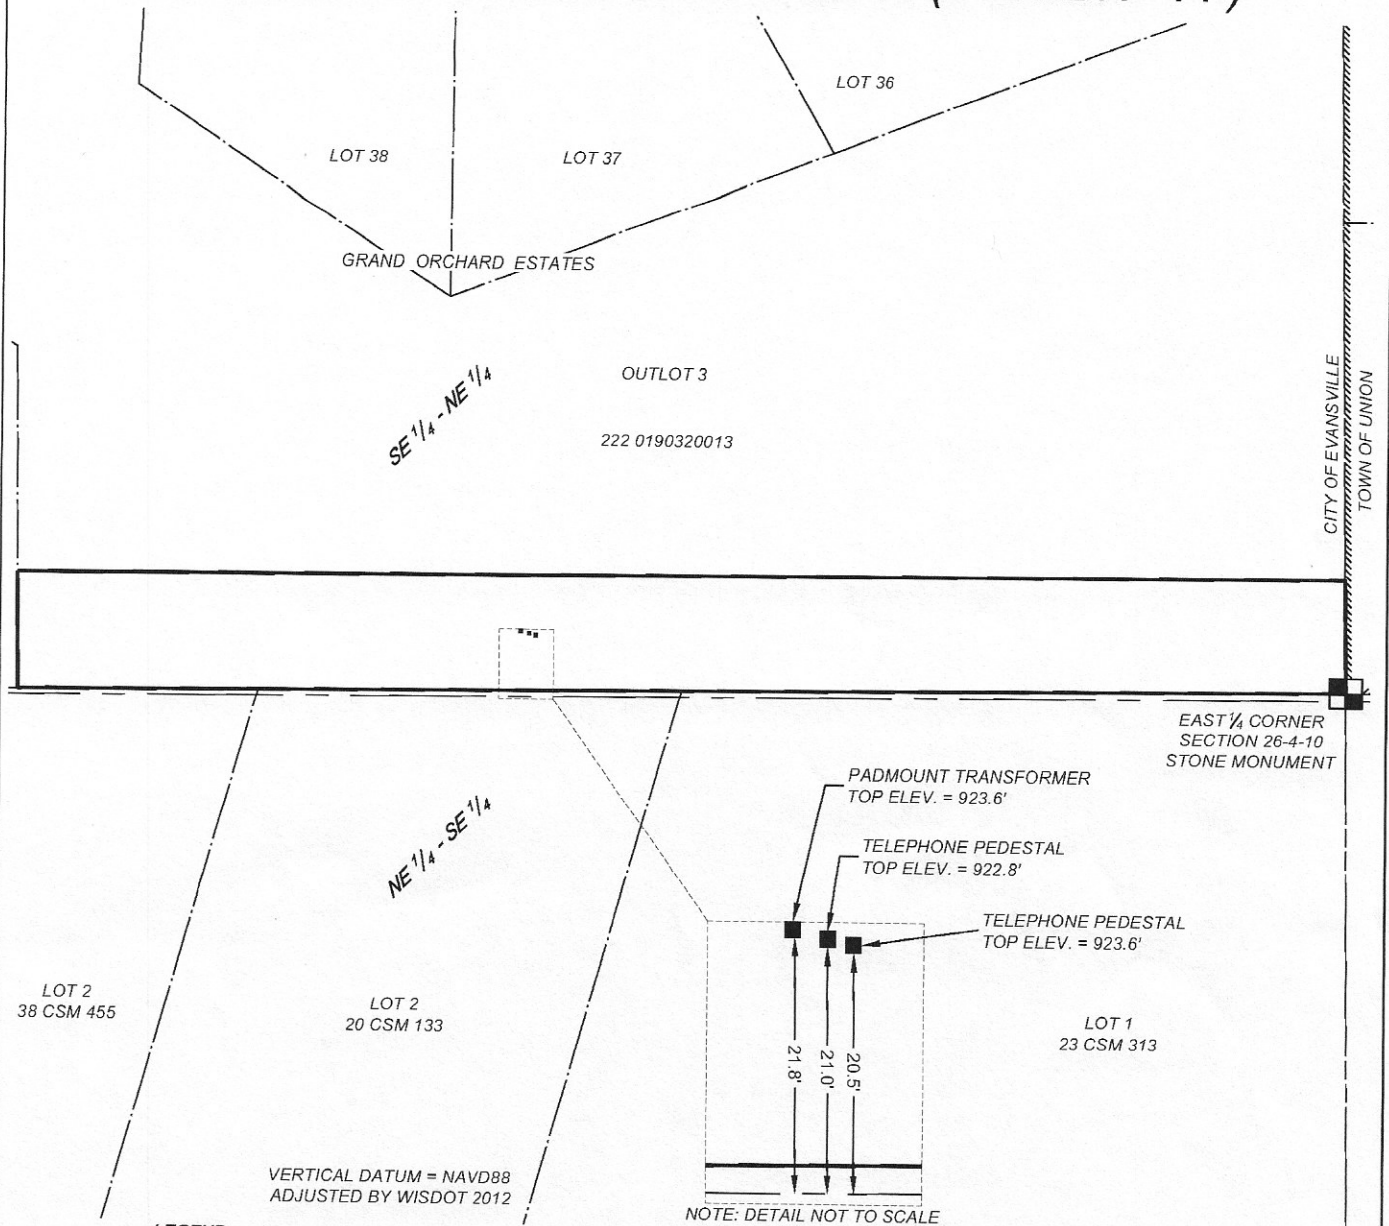 LOT 36
LOT 38
LOT 37
GRAND ORCHARD ESTATES
SE 1/4 - NE 1/4
OUTLOT 3
222 0190320013
CITY OF EVANSVILLE
TOWN OF UNION
EAST 1/4 CORNER
SECTION 26-4-10
STONE MONUMENT
PADMOUNT TRANSFORMER
TOP ELEV. = 923.6'
TELEPHONE PEDESTAL
TOP ELEV. = 922.8'
TELEPHONE PEDESTAL
TOP ELEV. = 923.6'
NE 1/4 - SE 1/4
LOT 2
38 CSM 455
LOT 2
20 CSM 133
LOT 1
23 CSM 313
21.8'
21.0'
20.5'
VERTICAL DATUM = NAVD88
ADJUSTED BY WISDOT 2012
NOTE: DETAIL NOT TO SCALE